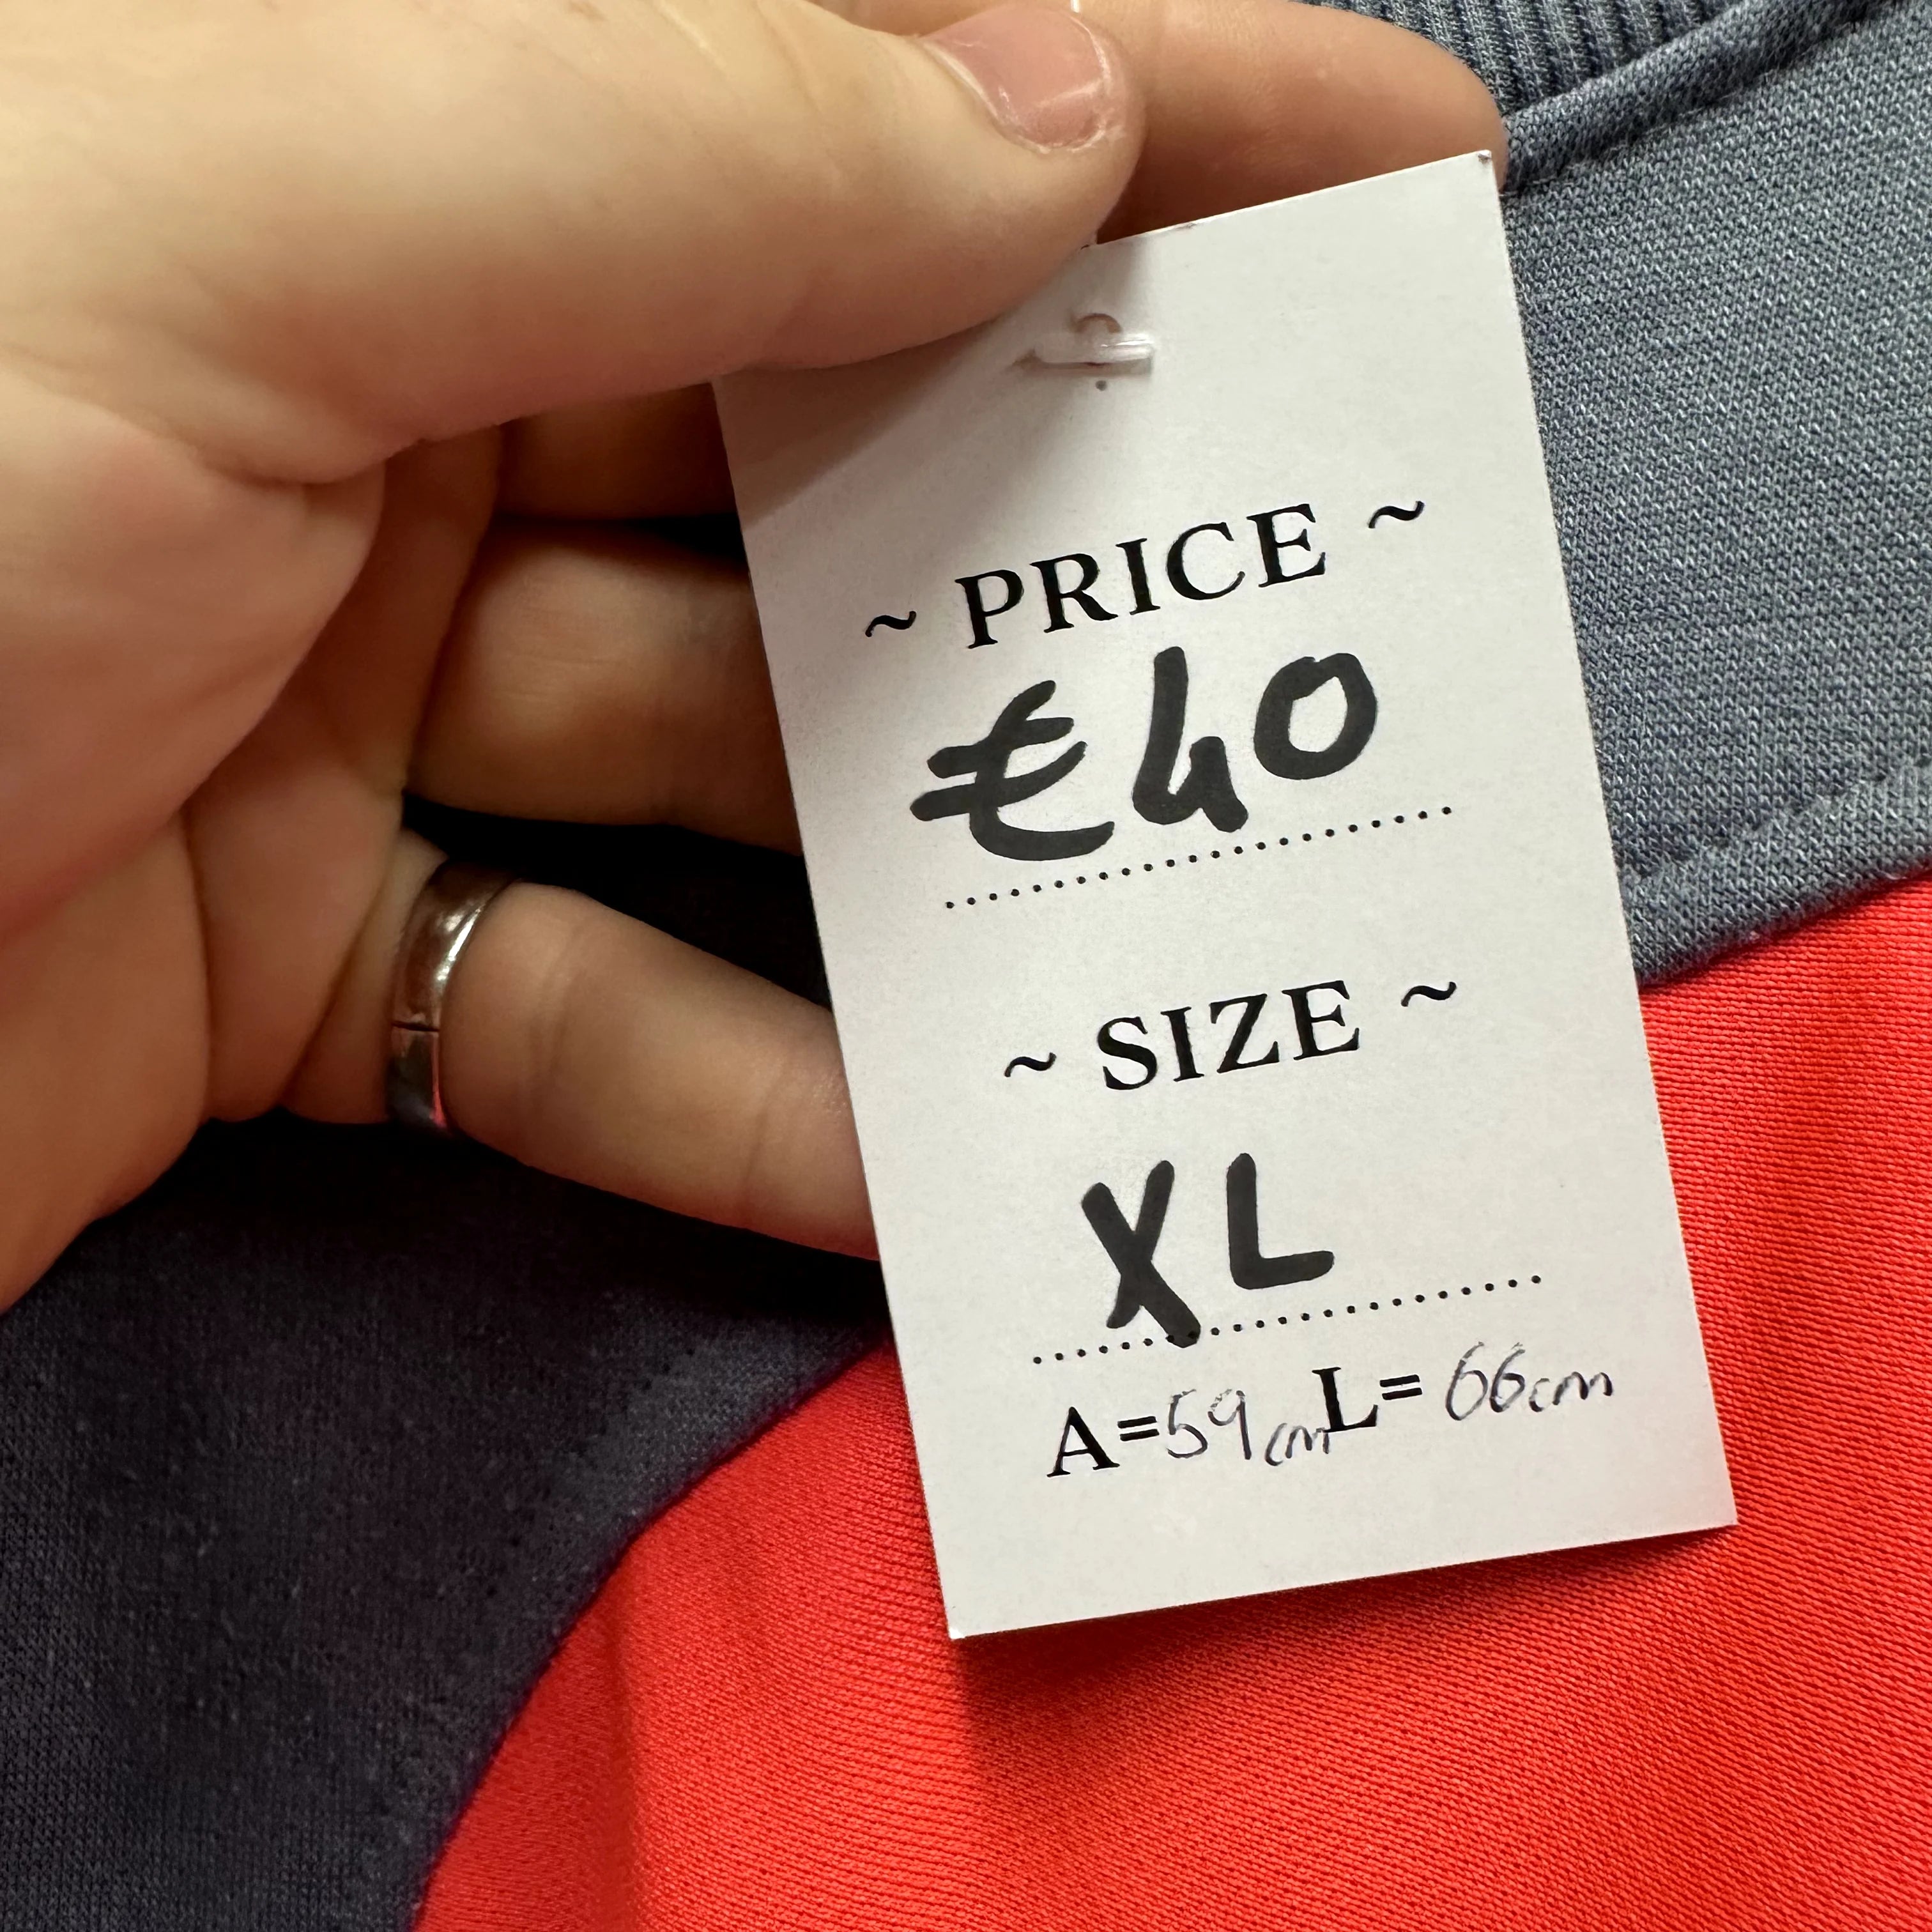 ~ PRICE ~
€40
~ SIZE ~
XL
A=59cm L=66cm